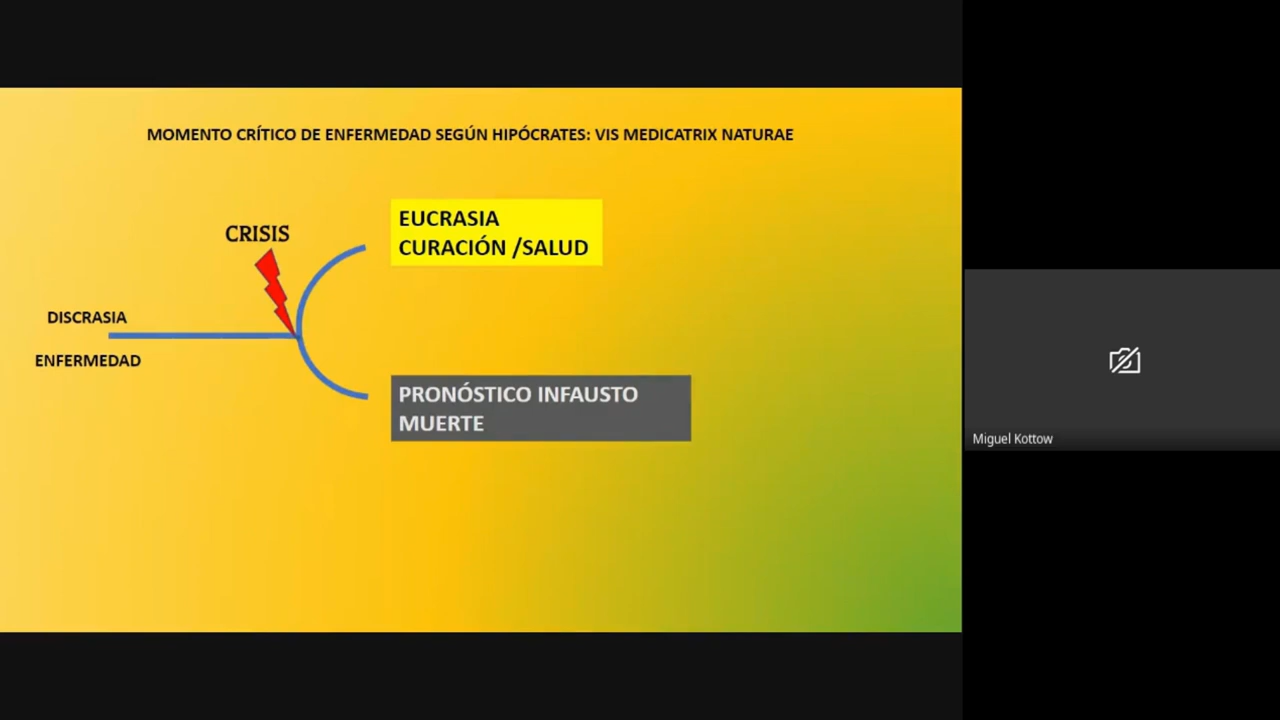 MOMENTO CRÍTICO DE ENFERMEDAD SEGÚN HIPÓCRATES: VIS MEDICATRIX NATURAE
CRISIS
EUCRASIA
CURACIÓN /SALUD
DISCRASIA
ENFERMEDAD
PRONÓSTICO INFAUSTO
MUERTE
Miguel Kottow